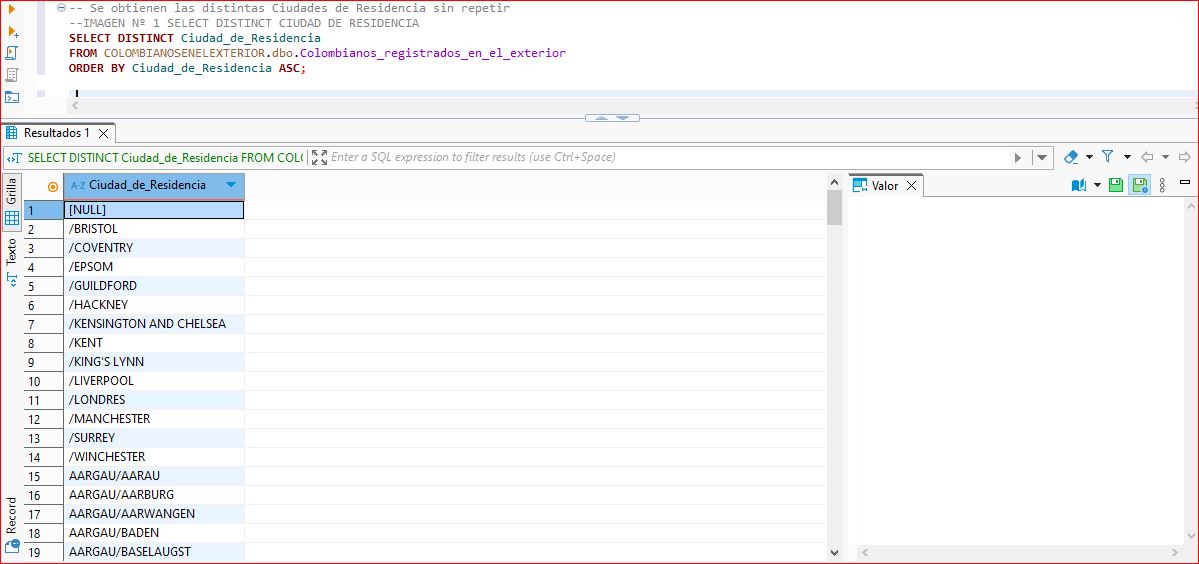 -- Se obtienen las distintas Ciudades de Residencia sin repetir
--IMAGEN Nº 1 SELECT DISTINCT CIUDAD DE RESIDENCIA
SELECT DISTINCT Ciudad_de_Residencia
FROM COLOMBIANOSENELEXTERIOR.dbo.Colombianos_registrados_en_el_exterior
ORDER BY Ciudad_de_Residencia ASC;
Resultados 1
SELECT DISTINCT Ciudad_de_Residencia FROM COLO
Enter a SQL expression to filter results (use Ctrl+Space)
Grilla
Texto
Record
A-Z Ciudad_de_Residencia
Valor
1 [NULL]
2 /BRISTOL
3 /COVENTRY
4 /EPSOM
5 /GUILDFORD
6 /HACKNEY
7 /KENSINGTON AND CHELSEA
8 /KENT
9 /KING'S LYNN
10 /LIVERPOOL
11 /LONDRES
12 /MANCHESTER
13 /SURREY
14 /WINCHESTER
15 AARGAU/AARAU
16 AARGAU/AARBURG
17 AARGAU/AARWANGEN
18 AARGAU/BADEN
19 AARGAU/BASELAUGST